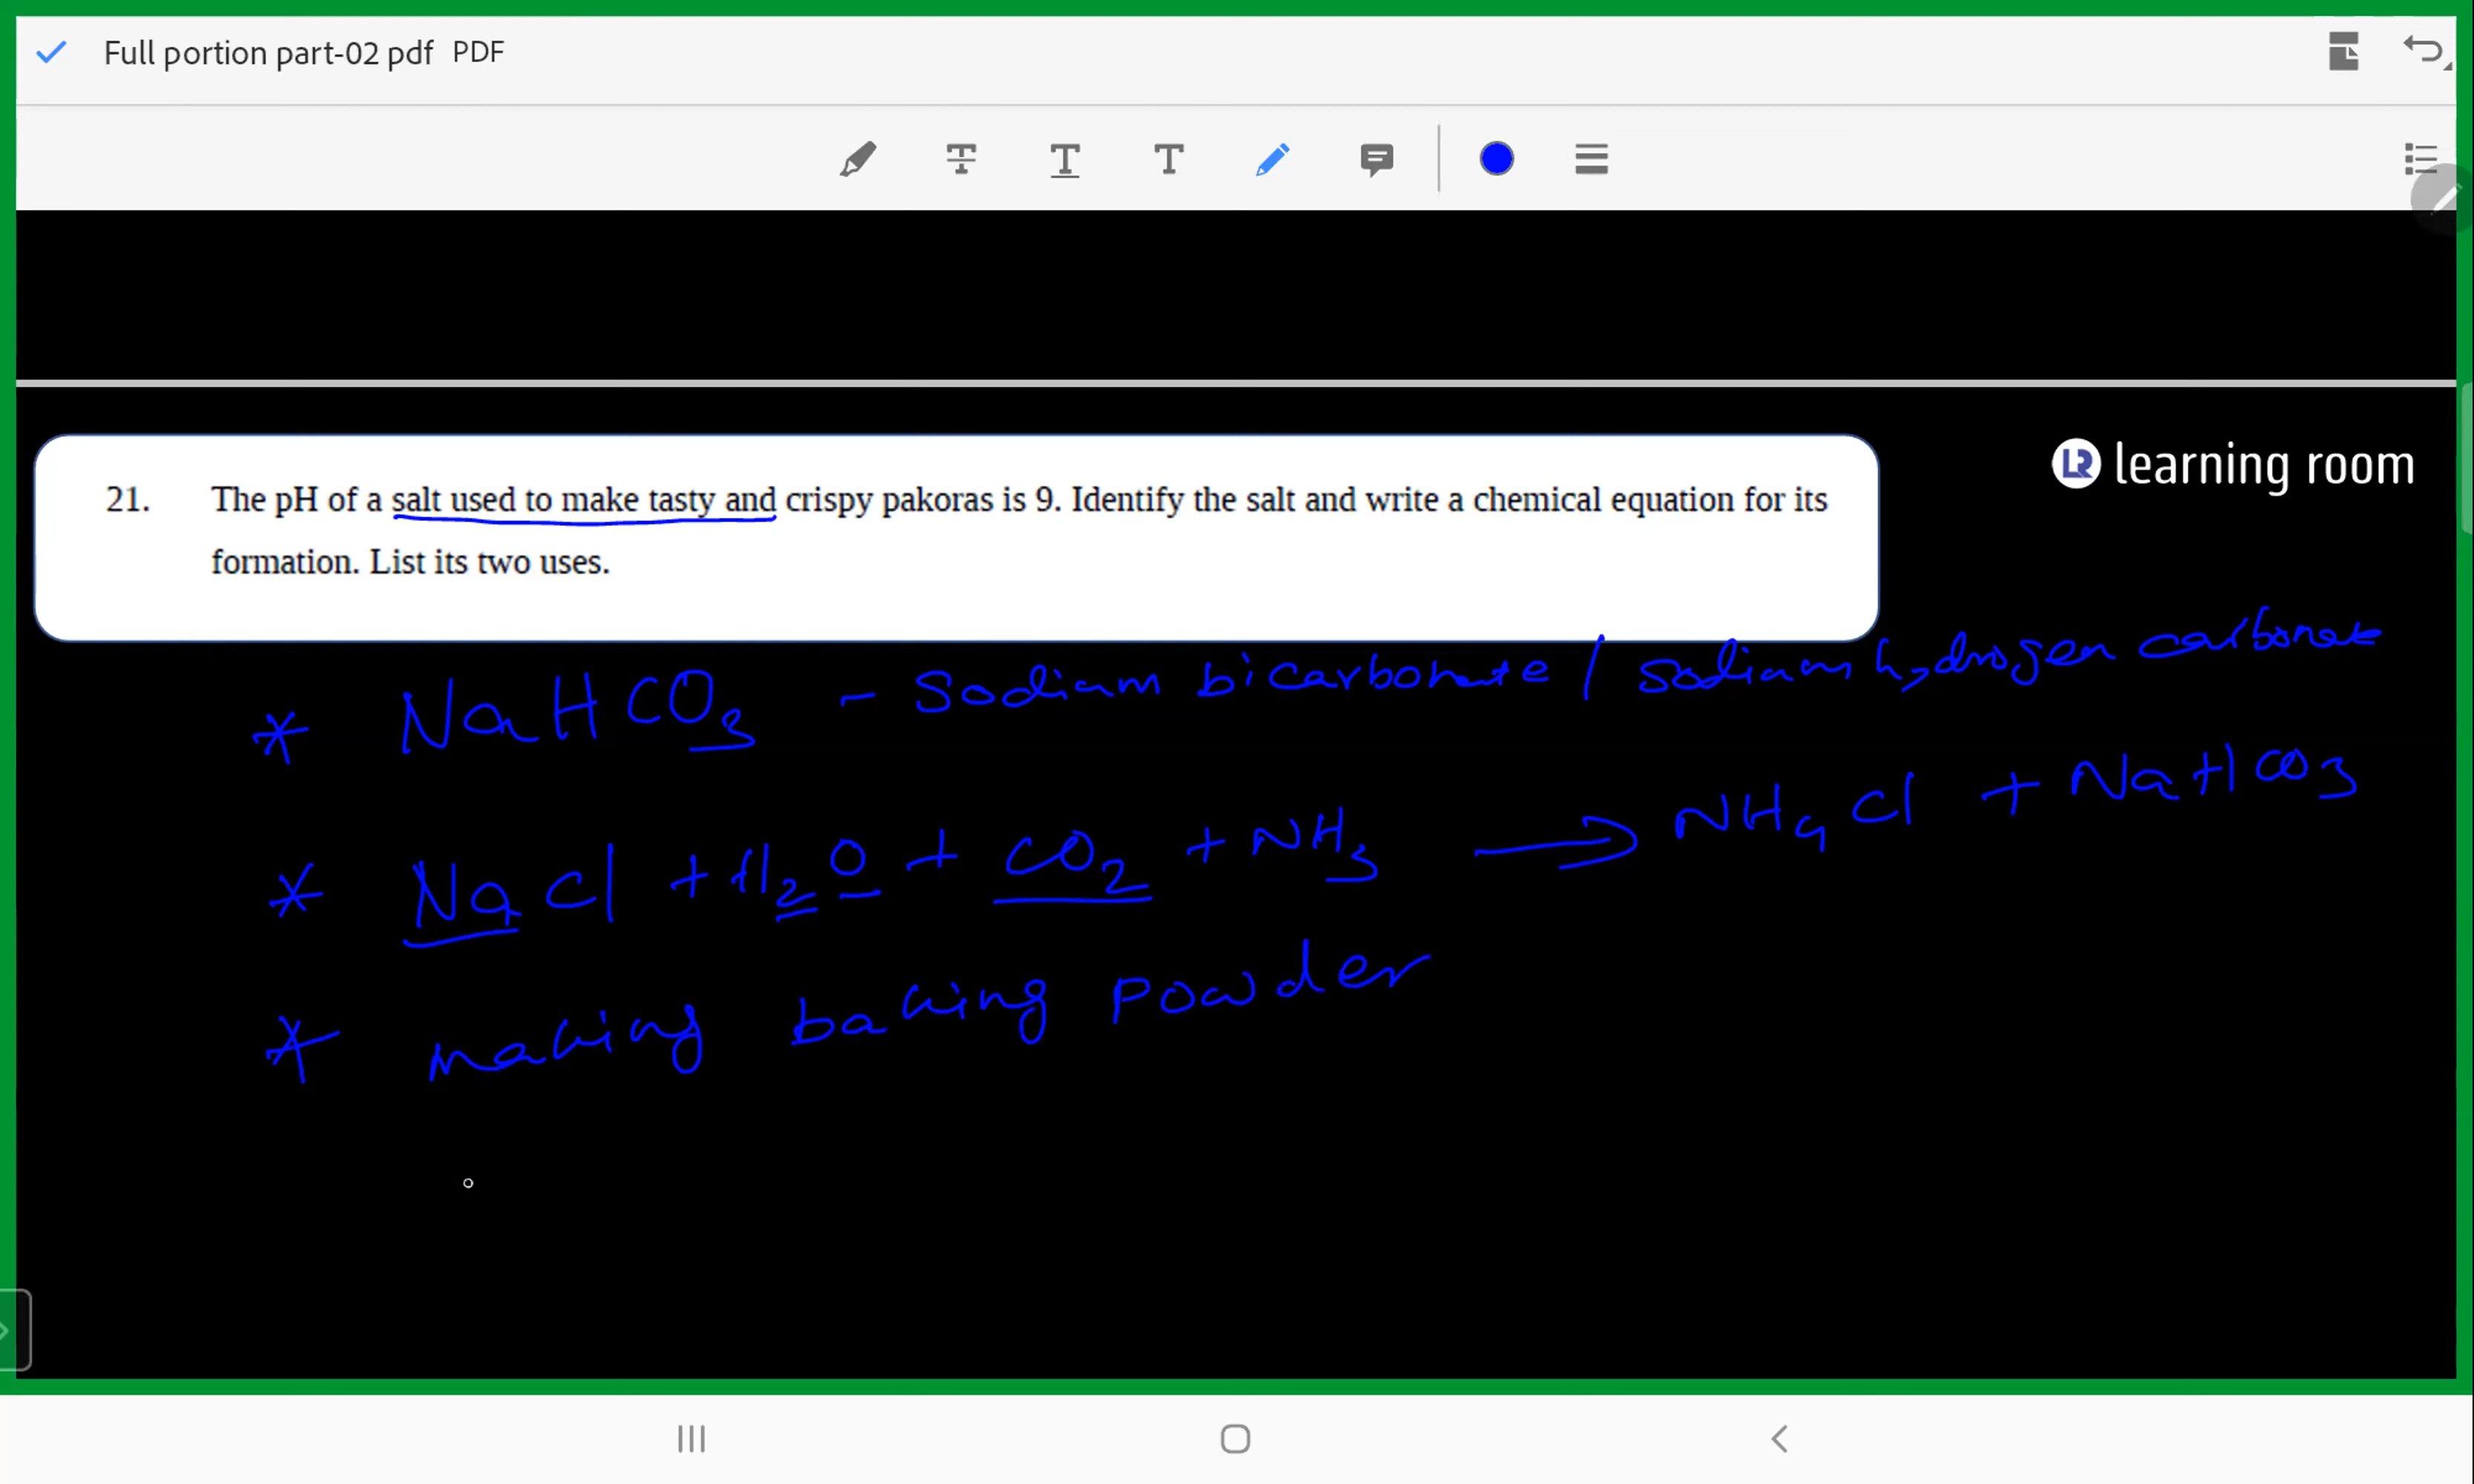 Full portion part-02 pdf PDF
learning room
21. The pH of a salt used to make tasty and crispy pakoras is 9. Identify the salt and write a chemical equation for its
formation. List its two uses.
* NaHCO₃ - Sodium bicarbonate / sodium hydrogen carbonate
* NaCl + H₂O + CO₂ + NH₃ → NH₄Cl + NaHCO₃
* making baking powder